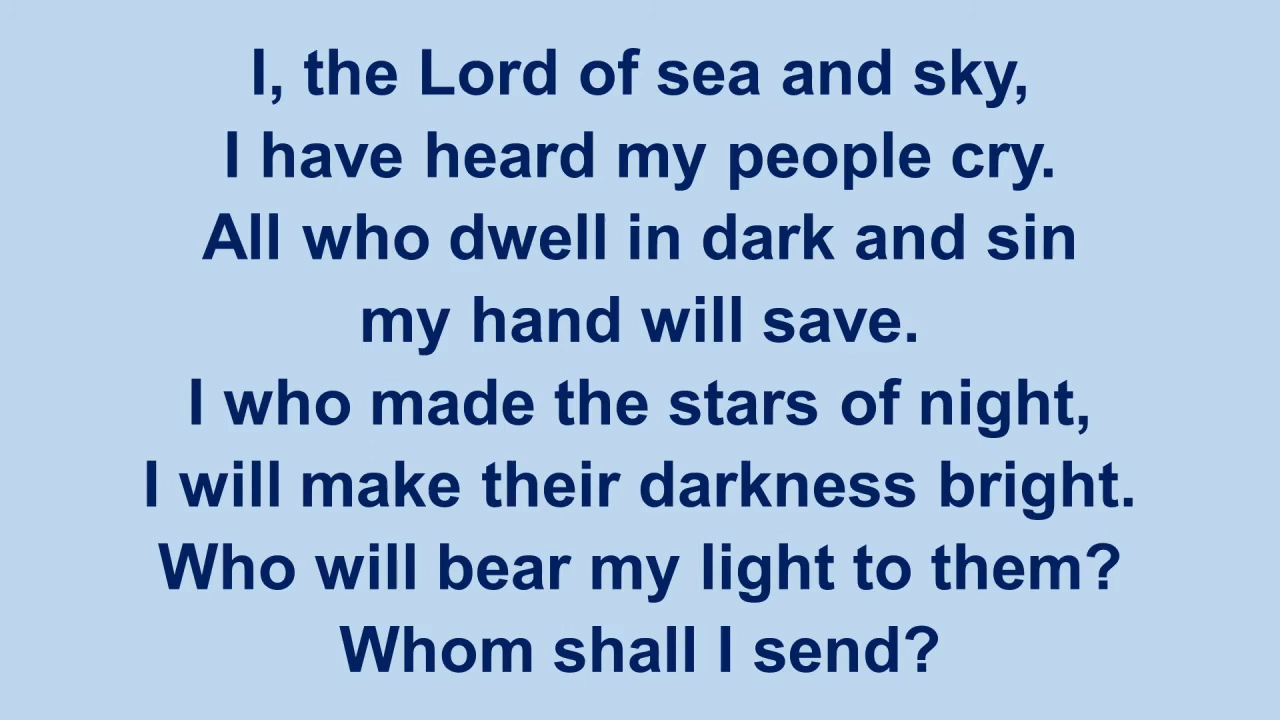 I, the Lord of sea and sky,
I have heard my people cry.
All who dwell in dark and sin
my hand will save.
I who made the stars of night,
I will make their darkness bright.
Who will bear my light to them?
Whom shall I send?